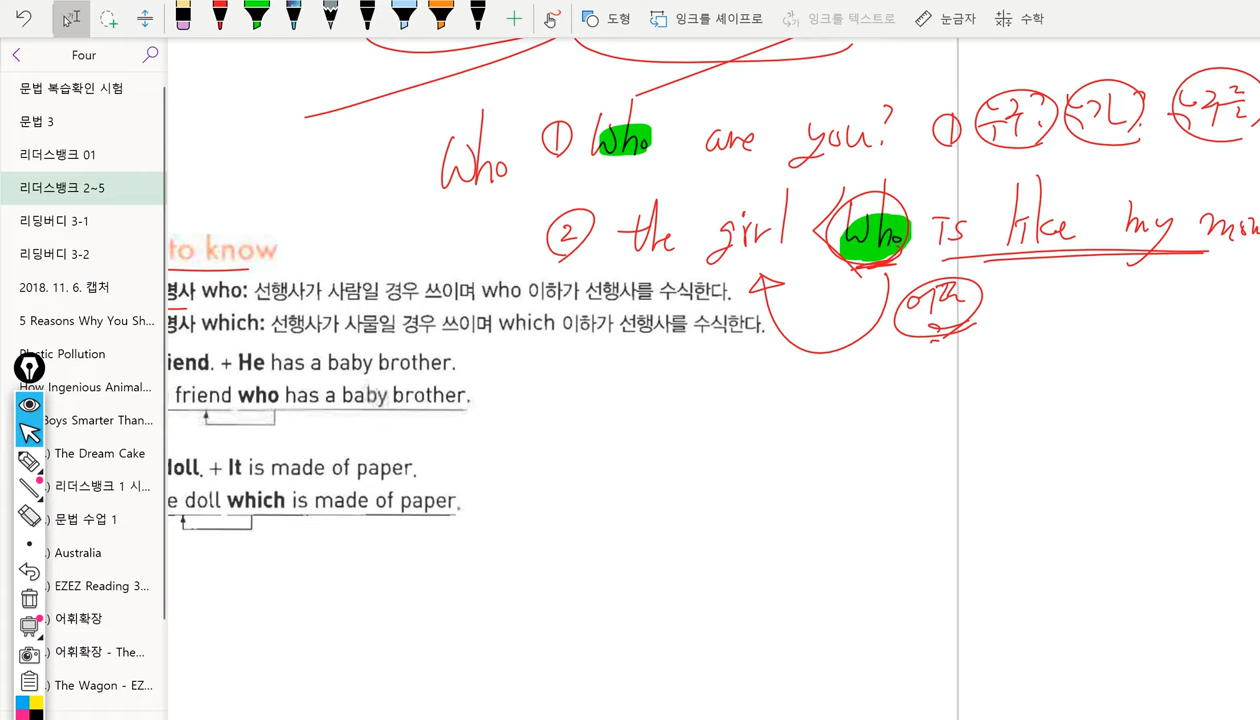 도형
잉크를 셰이프로
잉크를 텍스트로
눈금자
수학
Four
문법 복습확인 시험
문법 3
리더스뱅크 01
리더스뱅크 2~5
리딩버디 3-1
리딩버디 3-2
2018. 11. 6. 캡처
5 Reasons Why You Sh...
Plastic Pollution
How Ingenious Animal...
Boys Smarter Than...
.) The Dream Cake
.) 리더스뱅크 1 시...
.) 문법 수업 1
.) Australia
.) EZEZ Reading 3...
.) 어휘확장
.) 어휘확장 - The...
.) The Wagon - EZ...
Who ① Who are you? ①
② the girl < who is like my mom
to know
명사 who: 선행사가 사람일 경우 쓰이며 who 이하가 선행사를 수식한다.
명사 which: 선행사가 사물일 경우 쓰이며 which 이하가 선행사를 수식한다.
iend. + He has a baby brother.
friend who has a baby brother.
doll. + It is made of paper.
e doll which is made of paper.